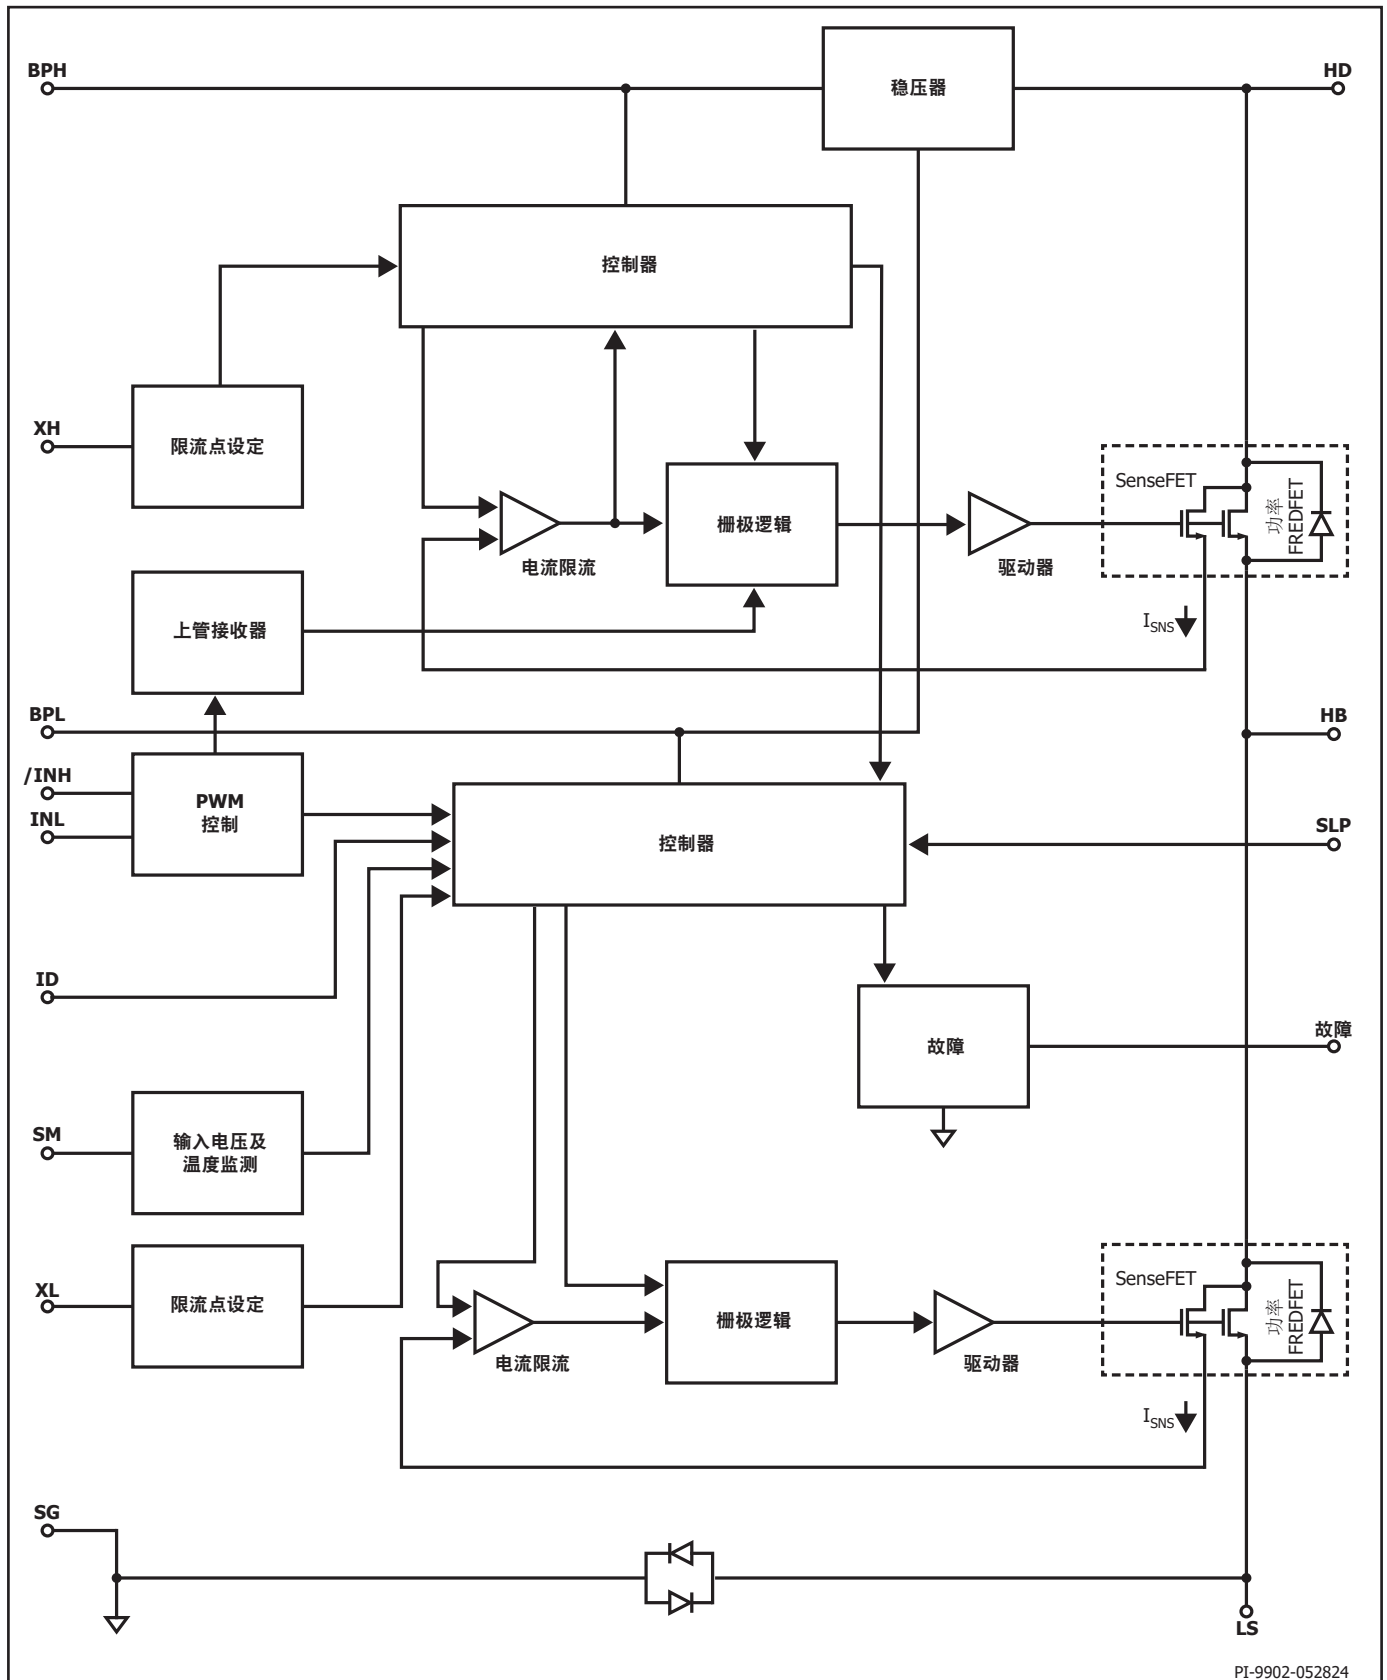 BPH
稳压器
HD
控制器
XH
限流点设定
SenseFET
功率
FREDFET
栅极逻辑
电流限流
驱动器
上管接收器
ISNS
BPL
HB
/INH
INL
PWM
控制
控制器
SLP
ID
故障
故障
SM
输入电压及
温度监测
XL
限流点设定
SenseFET
功率
FREDFET
栅极逻辑
电流限流
驱动器
ISNS
SG
LS
PI-9902-052824